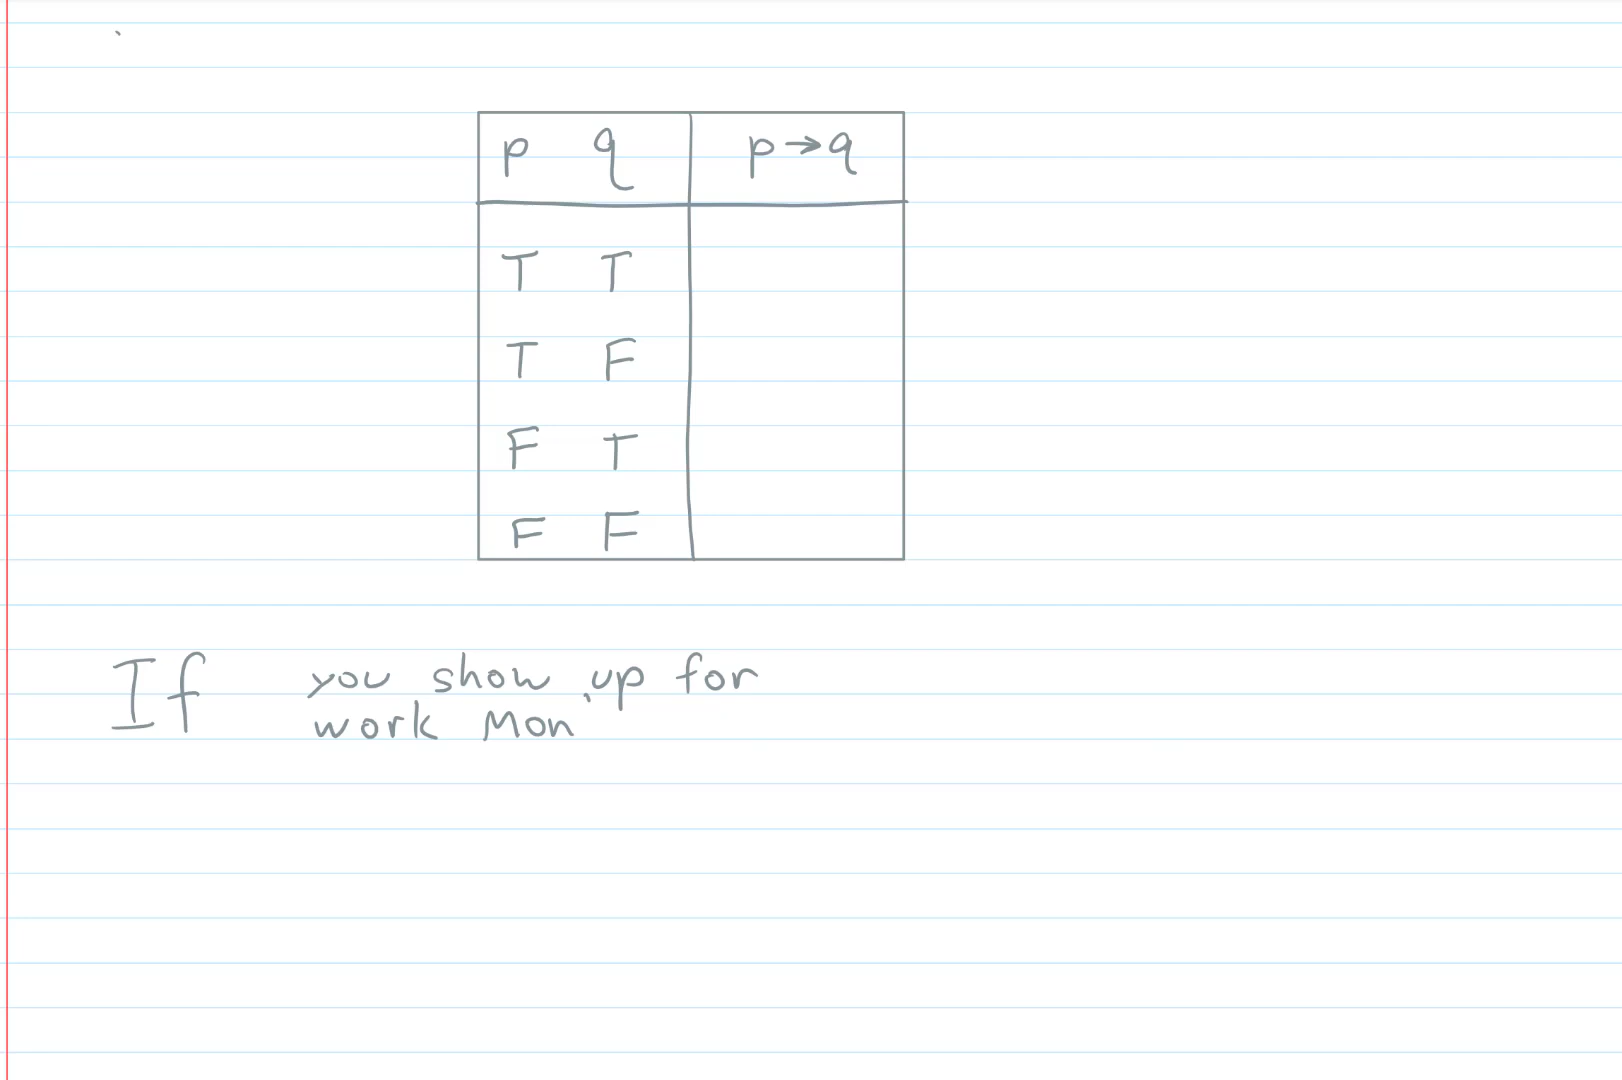 p q p→q
T T
T F
F T
F F
If you show up for
work Mon